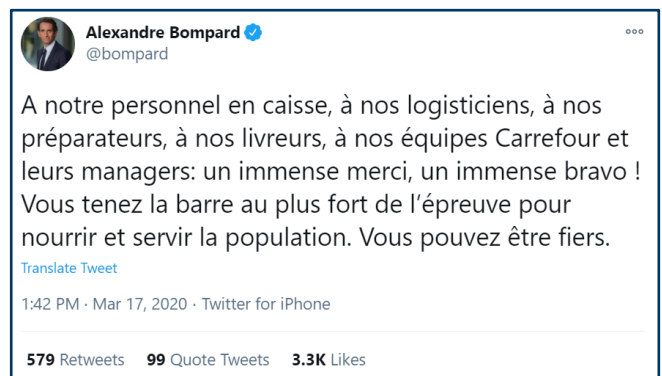 Alexandre Bompard
@bompard
A notre personnel en caisse, à nos logisticiens, à nos
préparateurs, à nos livreurs, à nos équipes Carrefour et
leurs managers: un immense merci, un immense bravo !
Vous tenez la barre au plus fort de l’épreuve pour
nourrir et servir la population. Vous pouvez être fiers.
Translate Tweet
1:42 PM · Mar 17, 2020 · Twitter for iPhone
579 Retweets 99 Quote Tweets 3.3K Likes